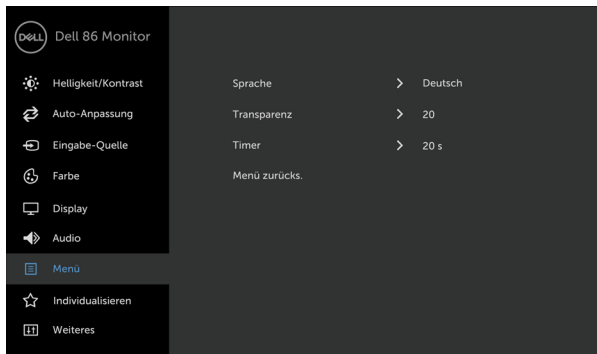 DELL Dell 86 Monitor
Helligkeit/Kontrast
Auto-Anpassung
Eingabe-Quelle
Farbe
Display
Audio
Menü
Individualisieren
Weiteres
Sprache > Deutsch
Transparenz > 20
Timer > 20 s
Menü zurücks.